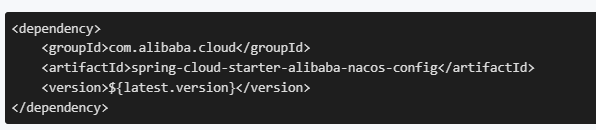 <dependency>
    <groupId>com.alibaba.cloud</groupId>
    <artifactId>spring-cloud-starter-alibaba-nacos-config</artifactId>
    <version>${latest.version}</version>
</dependency>